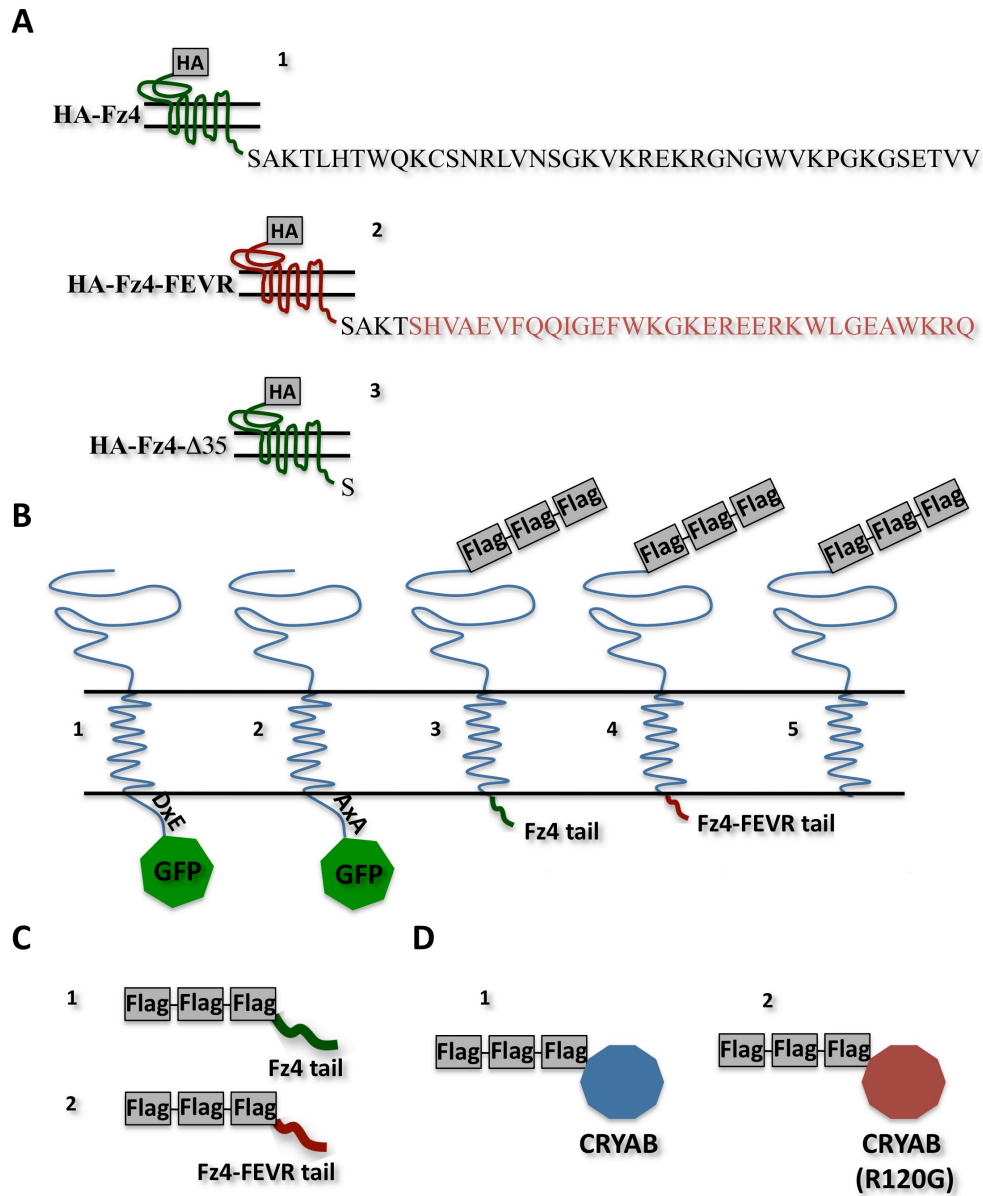 A
HA
1
HA-Fz4
SAKTLHTWQKCSNRLVNSGKVKREKRGNGWVKPGKGSETVV
HA
2
HA-Fz4-FEVR
SAKTSHVAEVFQQIGEFWKGKEREERKWLGEAWKRQ
HA
3
HA-Fz4-Δ35
S
B
Flag Flag Flag
Flag Flag Flag
Flag Flag Flag
1
2
3
4
5
DxE
AxA
Fz4 tail
Fz4-FEVR tail
GFP
GFP
C
D
1
Flag Flag Flag
Fz4 tail
2
Flag Flag Flag
Fz4-FEVR tail
1
Flag Flag Flag
CRYAB
2
Flag Flag Flag
CRYAB
(R120G)